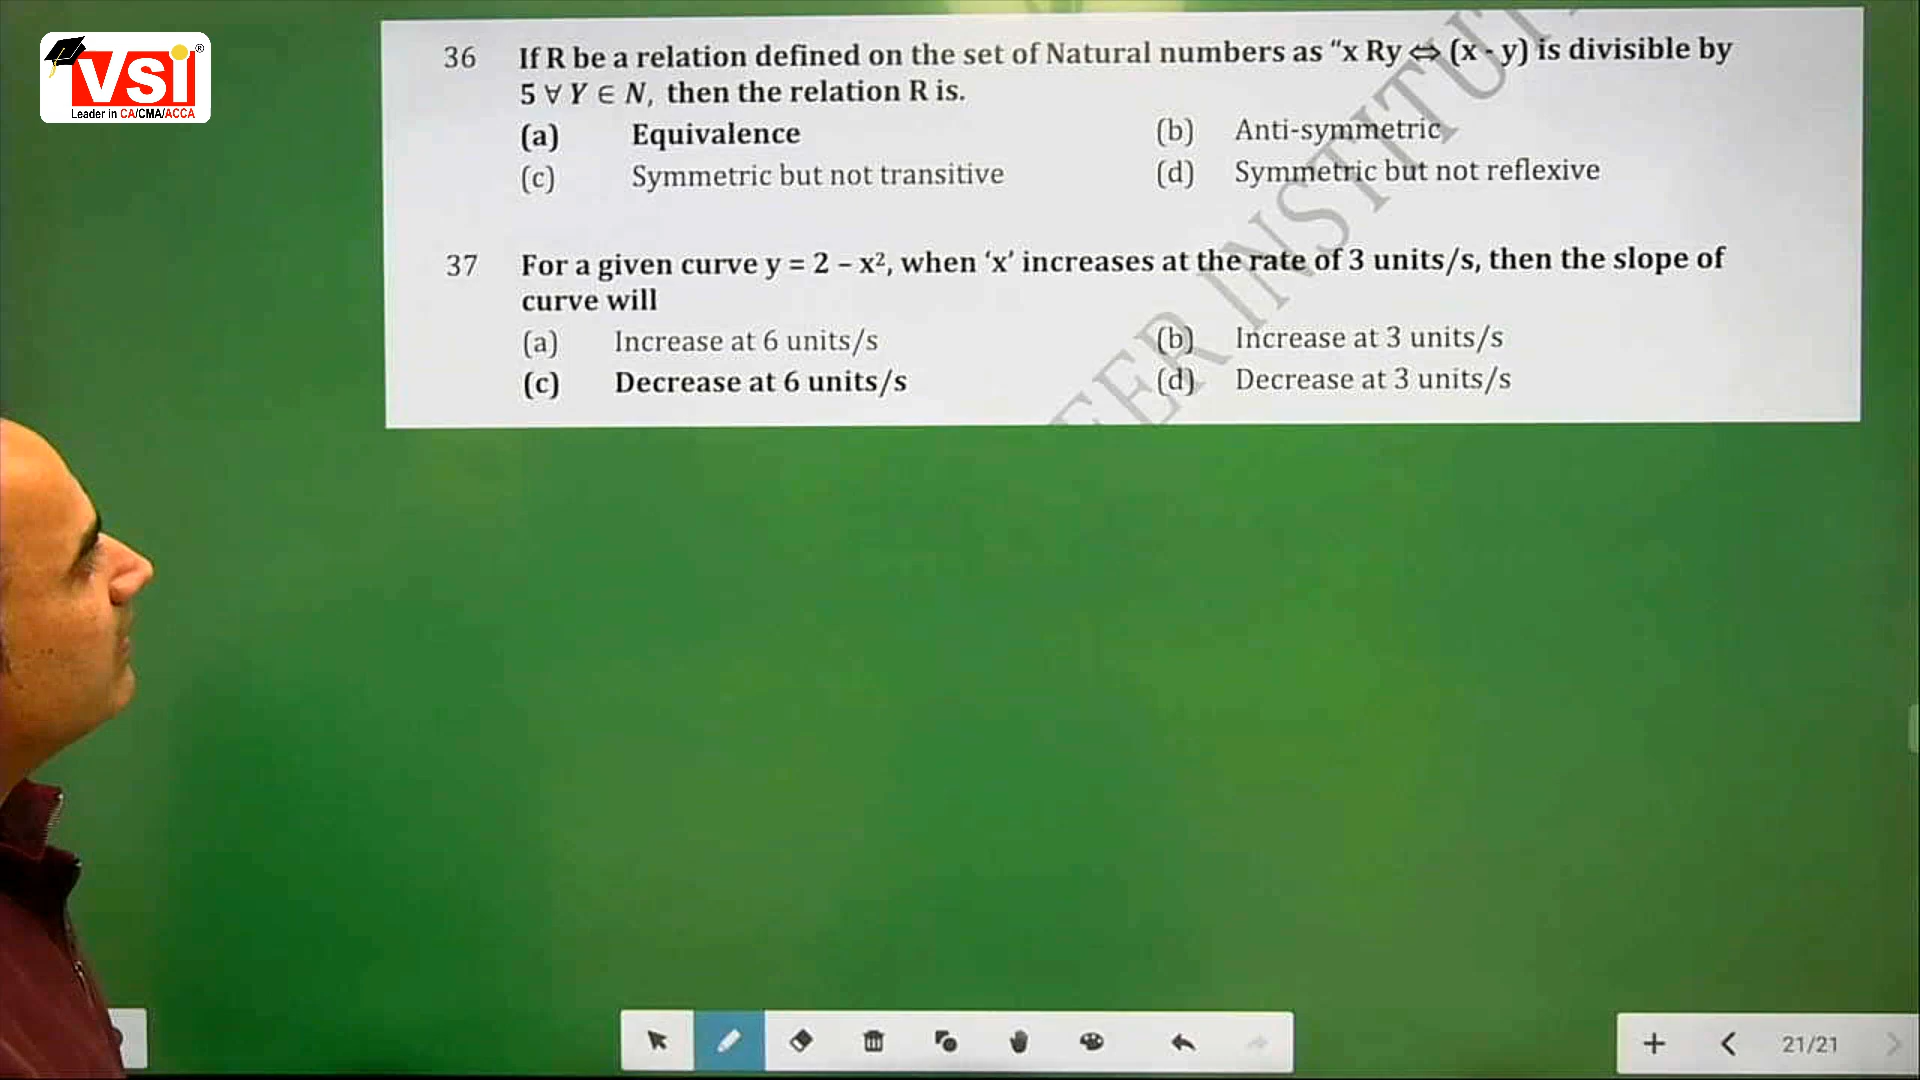 VSI®
Leader in CA/CMA/ACCA
36 If R be a relation defined on the set of Natural numbers as “x Ry ⇔ (x - y) is divisible by
5 ∀ Y ∈ N, then the relation R is.
(a) Equivalence (b) Anti-symmetric
(c) Symmetric but not transitive (d) Symmetric but not reflexive
37 For a given curve y = 2 – x², when ‘x’ increases at the rate of 3 units/s, then the slope of
curve will
(a) Increase at 6 units/s (b) Increase at 3 units/s
(c) Decrease at 6 units/s (d) Decrease at 3 units/s
21/21